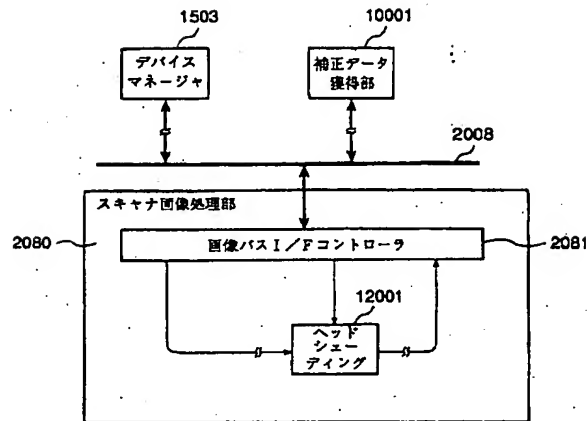 1503
10001
デバイス
マネージャ
補正データ
獲得部
2008
スキャナ画像処理部
2080
画像バスI/Fコントローラ
2081
12001
ヘッド
シェー
ディング